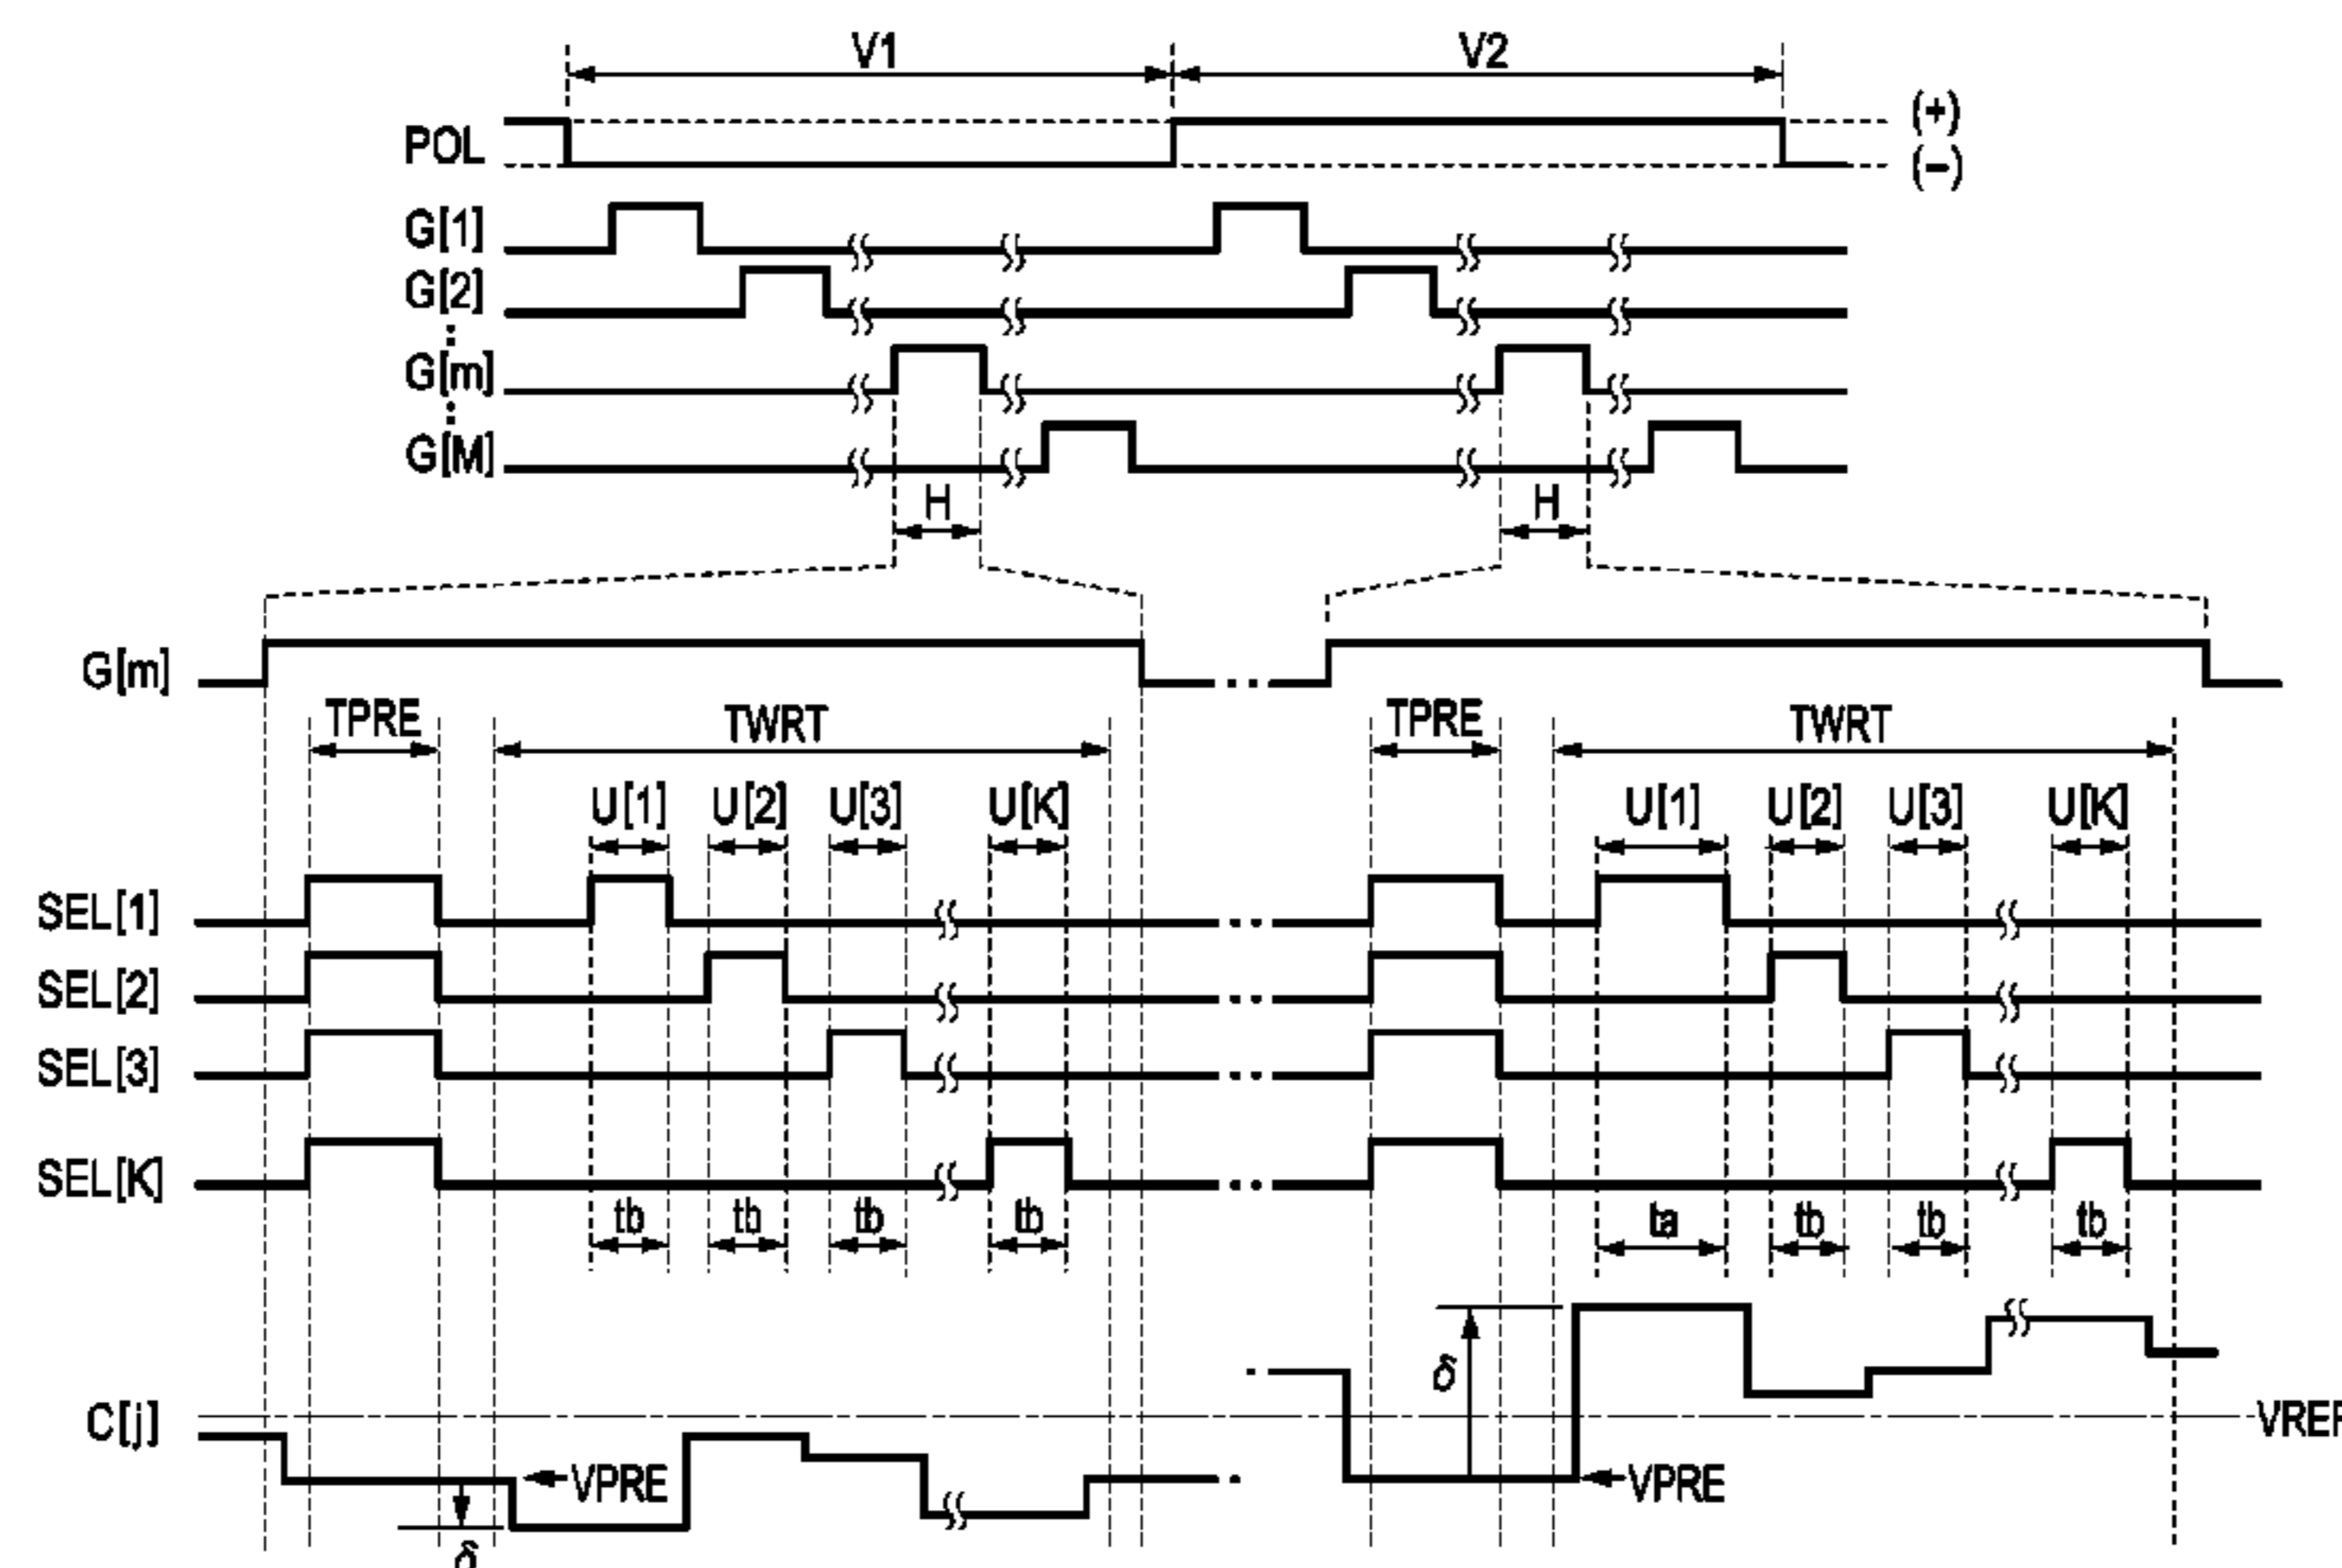 V1 V2
POL (+)
(−)
G[1]
G[2]
G[m]
G[M]
H H
G[m]
TPRE TWRT TPRE TWRT
U[1] U[2] U[3] U[K] U[1] U[2] U[3] U[K]
SEL[1]
SEL[2]
SEL[3]
SEL[K]
tb tb tb tb ta tb tb tb
δ
C[j] VREF
VPRE VPRE
δ